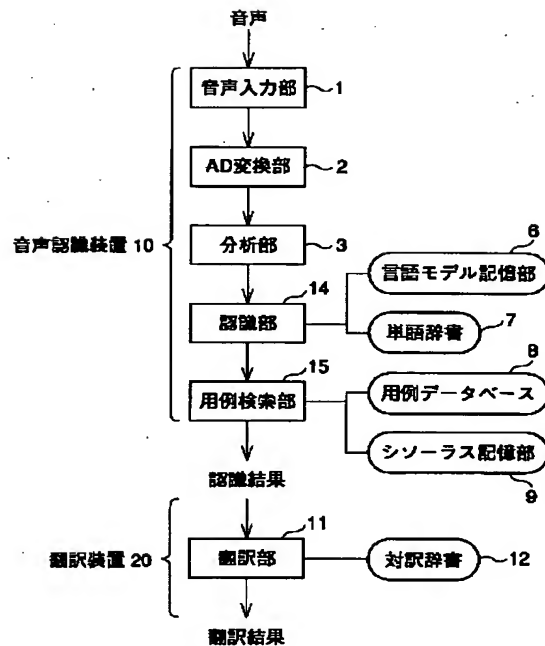 音声
音声入力部 1
AD変換部 2
音声認識装置 10
分析部 3
6
言語モデル記憶部
14
認識部
単語辞書 7
15
用例検索部
8
用例データベース
シソーラス記憶部
9
認識結果
11
翻訳装置 20
翻訳部
対訳辞書 12
翻訳結果